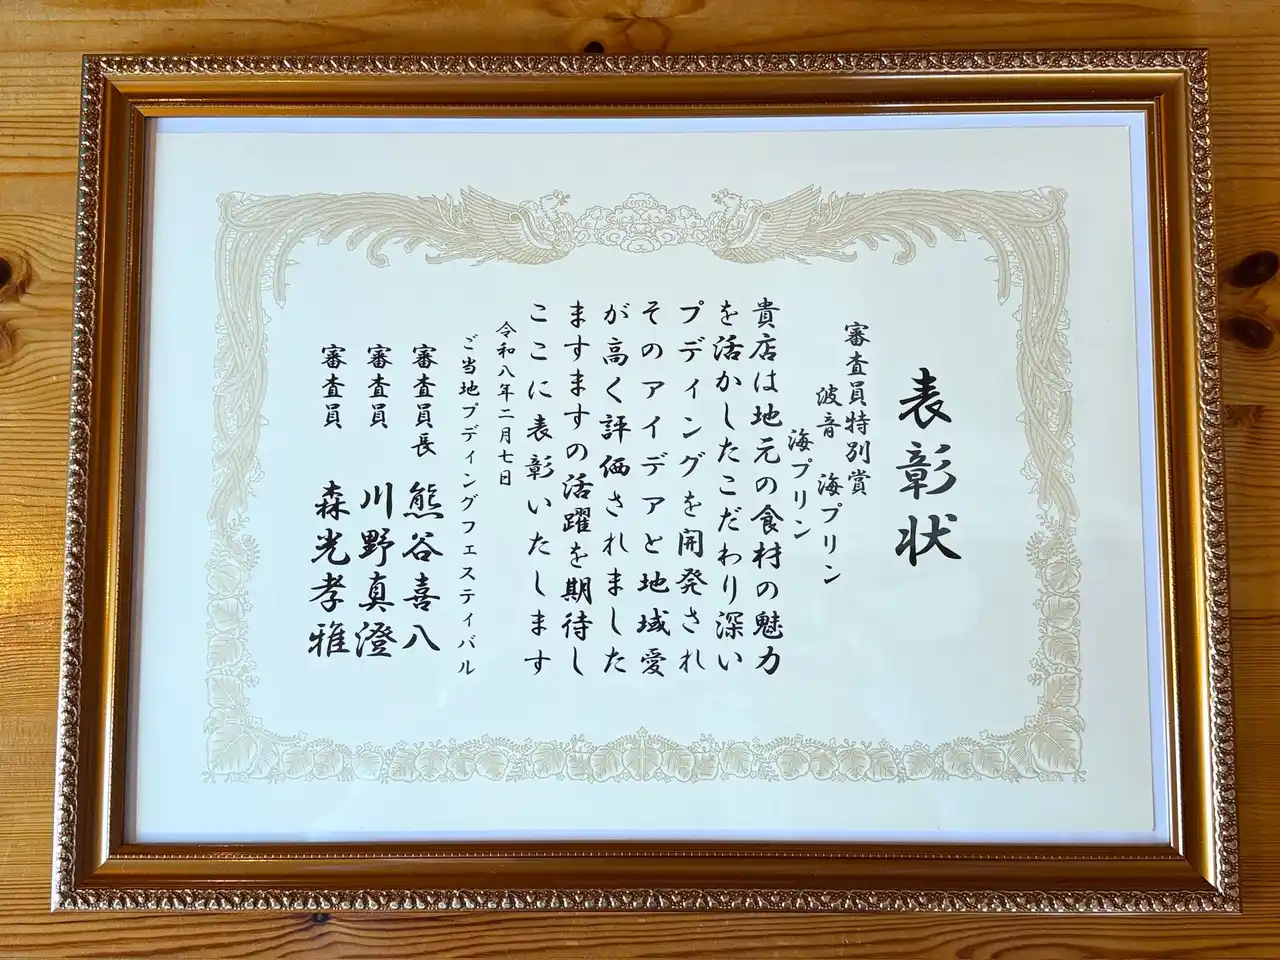 表彰状
審査員特別賞
波音 海プリン
海プリン
貴店は地元の食材の魅力
を活かしたこだわり深い
プディングを開発され
そのアイデアと地域愛
が高く評価されました
ますますの活躍を期待し
ここに表彰いたします
令和八年二月七日
ご当地プディングフェスティバル
審査員長 熊谷喜八
審査員 川野真澄
審査員 森光孝雅